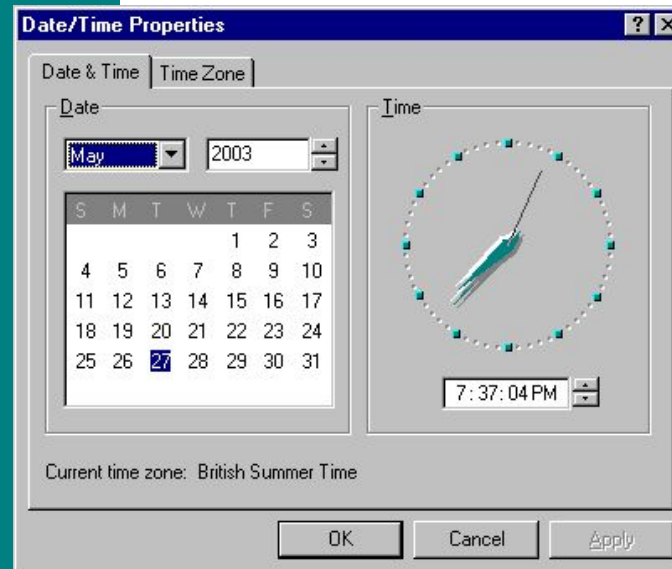 Date/Time Properties
Date & Time Time Zone
Date
May 2003
S M T W T F S
1 2 3
4 5 6 7 8 9 10
11 12 13 14 15 16 17
18 19 20 21 22 23 24
25 26 27 28 29 30 31
Time
7:37:04 PM
Current time zone: British Summer Time
OK Cancel Apply